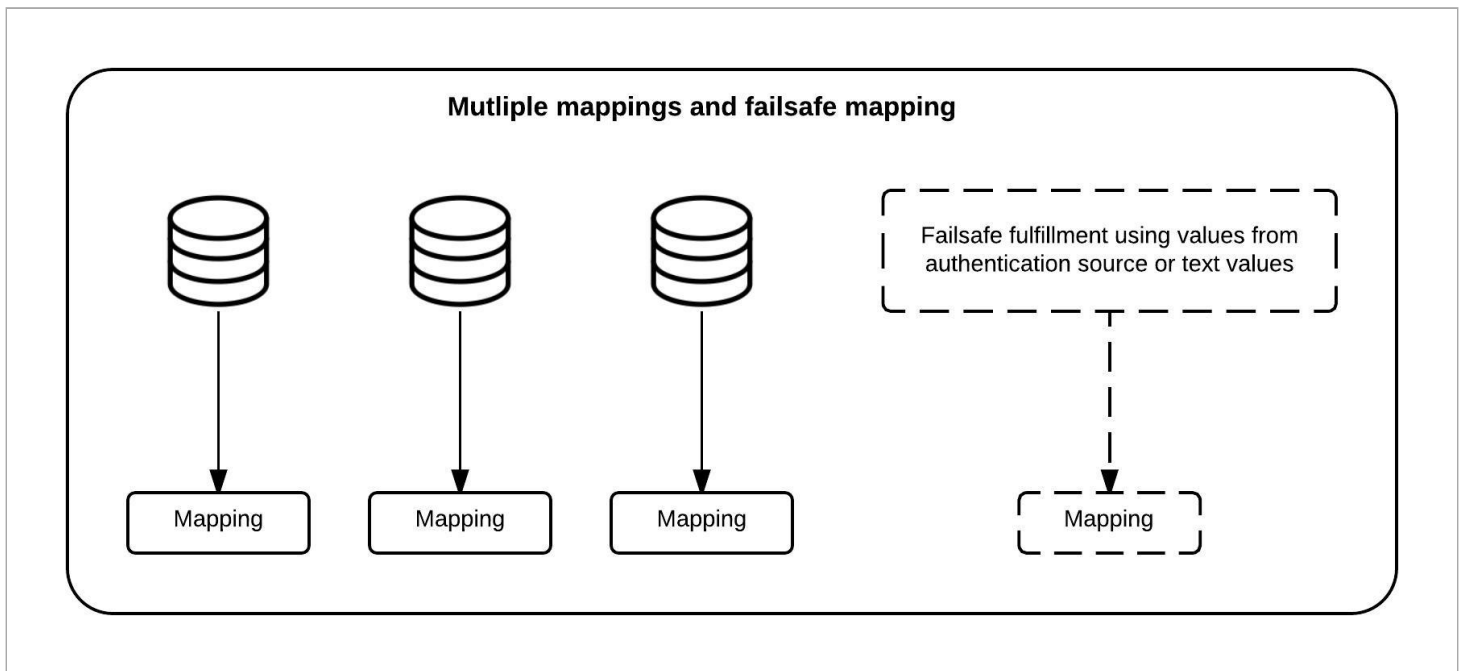 Mutliple mappings and failsafe mapping
Failsafe fulfillment using values from
authentication source or text values
Mapping
Mapping
Mapping
Mapping